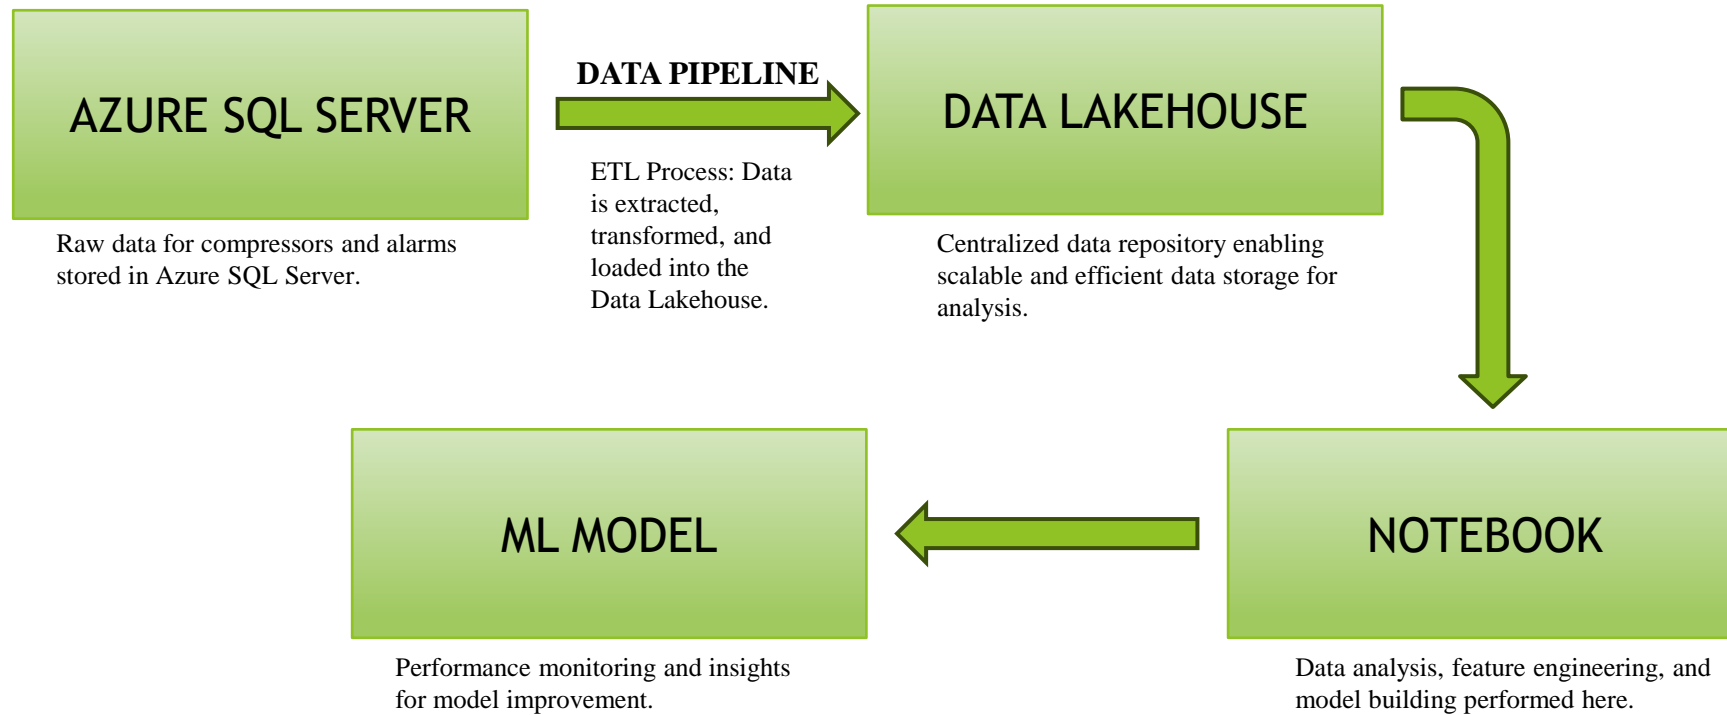 AZURE SQL SERVER
Raw data for compressors and alarms
stored in Azure SQL Server.
DATA PIPELINE
ETL Process: Data
is extracted,
transformed, and
loaded into the
Data Lakehouse.
DATA LAKEHOUSE
Centralized data repository enabling
scalable and efficient data storage for
analysis.
NOTEBOOK
Data analysis, feature engineering, and
model building performed here.
ML MODEL
Performance monitoring and insights
for model improvement.